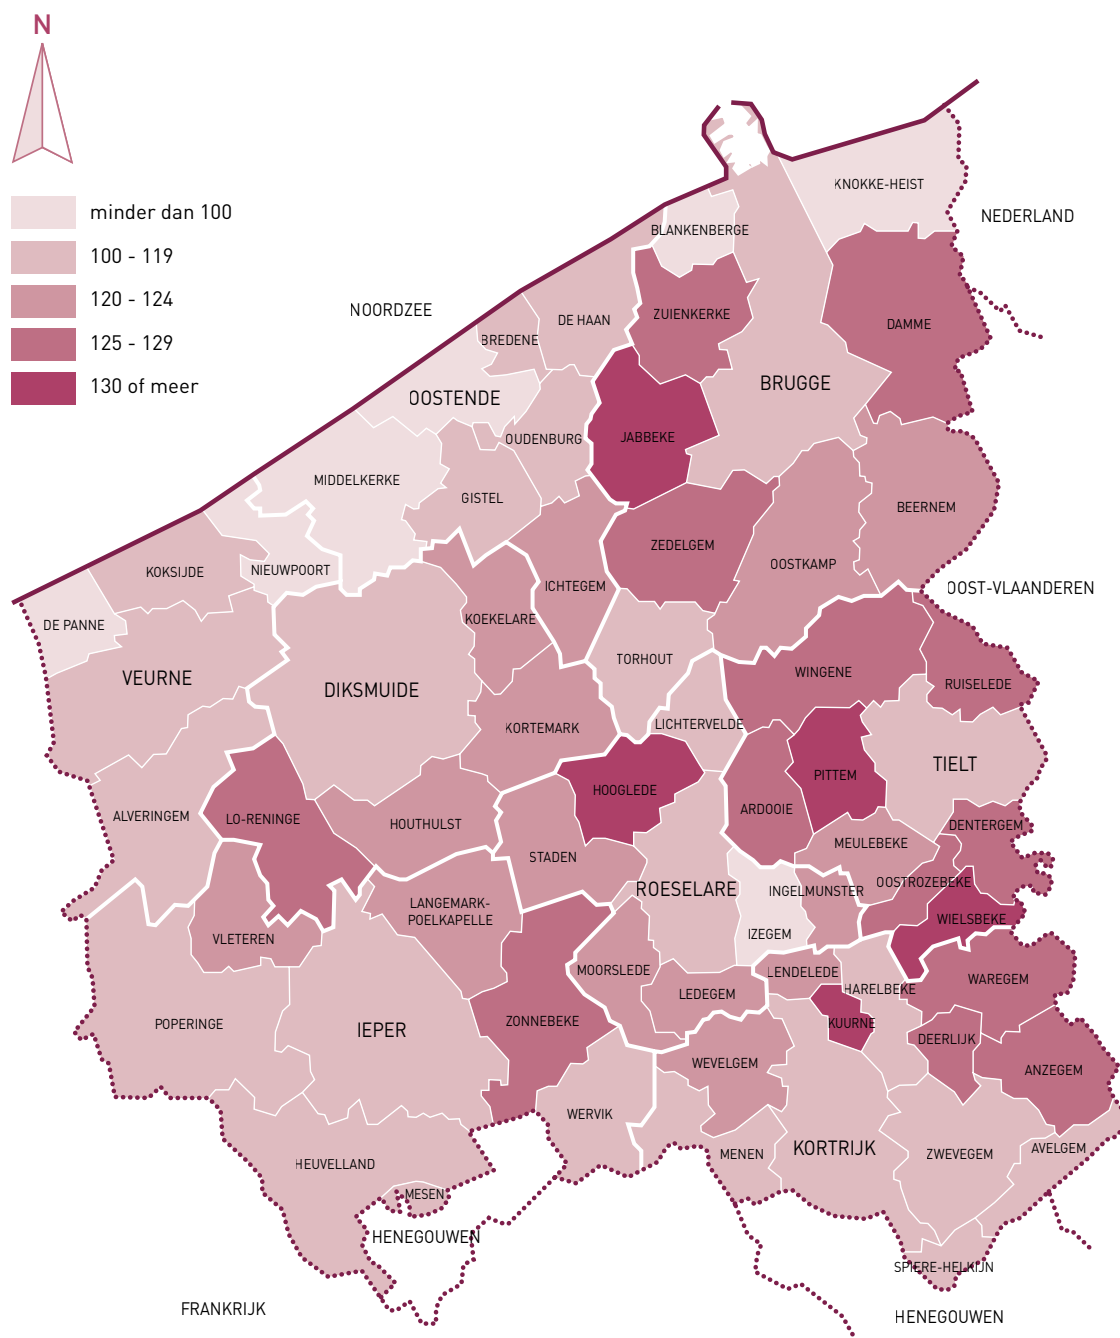 N
minder dan 100
100 - 119
120 - 124
125 - 129
130 of meer
KNOKKE-HEIST
NEDERLAND
BLANKENBERGE
NOORDZEE
DE HAAN
ZUIENKERKE
DAMME
BREDENE
BRUGGE
OOSTENDE
OUDENBURG
JABBEKE
MIDDELKERKE
GISTEL
BEERNEM
ZEDELGEM
OOSTKAMP
KOKSIJDE
NIEUWPOORT
ICHTEGEM
OOST-VLAANDEREN
DE PANNE
KOEKELARE
TORHOUT
VEURNE
DIKSMUIDE
WINGENE
RUISELEDE
KORTEMARK
LICHTERVELDE
TIELT
PITTEM
HOOGLEDE
ARDOOIE
ALVERINGEM
LO-RENINGE
HOUTHULST
DENTERGEM
MEULEBEKE
STADEN
ROESELARE
INGELMUNSTER
OOSTROZEBEKE
LANGEMARK-
POELKAPELLE
WIELSBEKE
VLETEREN
IZEGEM
MOORSLEDE
LENDELEDE
WAREGEM
LEDEGEM
HARELBEKE
POPERINGE
IEPER
ZONNEBEKE
KUURNE
DEERLIJK
WEVELGEM
ANZEGEM
WERVIK
MENEN
KORTRIJK
ZWEVEGEM
AVELGEM
HEUVELLAND
MESEN
HENEGOUWEN
SPIERE-HELKIJN
FRANKRIJK
HENEGOUWEN